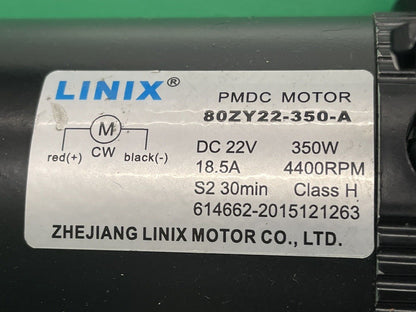 LINIX®
PMDC MOTOR
80ZY22-350-A
M
red(+) CW black(-)
DC 22V 350W
18.5A 4400RPM
S2 30min Class H
614662-2015121263
ZHEJIANG LINIX MOTOR CO., LTD.